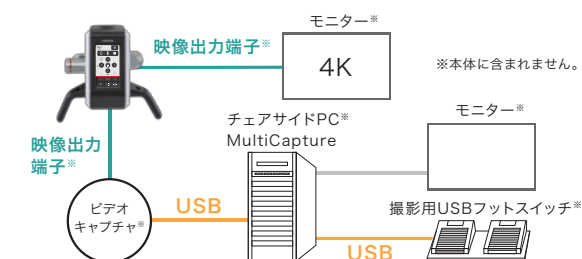 モニター※
映像出力端子※
4K
※本体に含まれません。
チェアサイドPC※
MultiCapture
モニター※
映像出力
端子※
ビデオ
キャプチャ※
USB
撮影用USBフットスイッチ※
USB